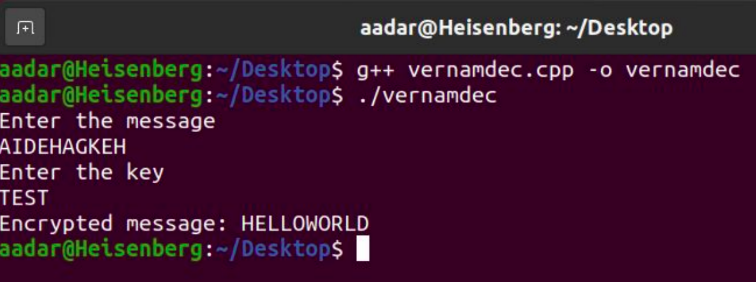 aadar@Heisenberg: ~/Desktop
aadar@Heisenberg:~/Desktop$ g++ vernamdec.cpp -o vernamdec
aadar@Heisenberg:~/Desktop$ ./vernamdec
Enter the message
AIDEHAGKEH
Enter the key
TEST
Encrypted message: HELLOWORLD
aadar@Heisenberg:~/Desktop$